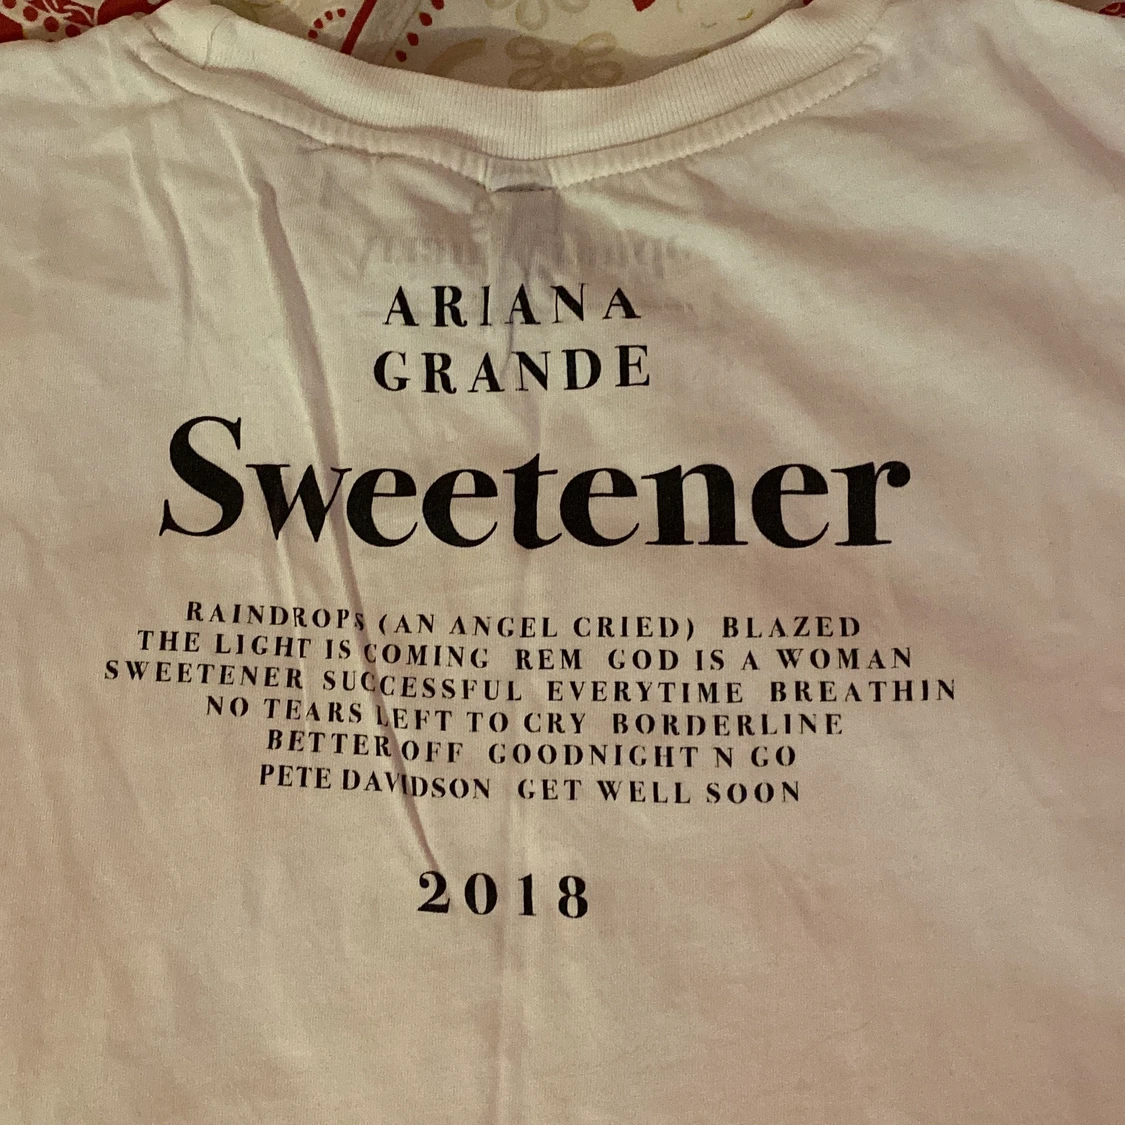 ARIANA
GRANDE
Sweetener
RAINDROPS (AN ANGEL CRIED) BLAZED
THE LIGHT IS COMING REM GOD IS A WOMAN
SWEETENER SUCCESSFUL EVERYTIME BREATHIN
NO TEARS LEFT TO CRY BORDERLINE
BETTER OFF GOODNIGHT N GO
PETE DAVIDSON GET WELL SOON
2018